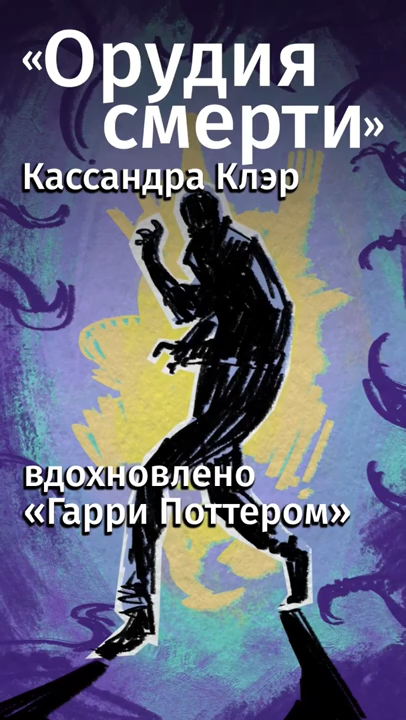 «Орудия
смерти»
Кассандра Клэр
вдохновлено
«Гарри Поттером»